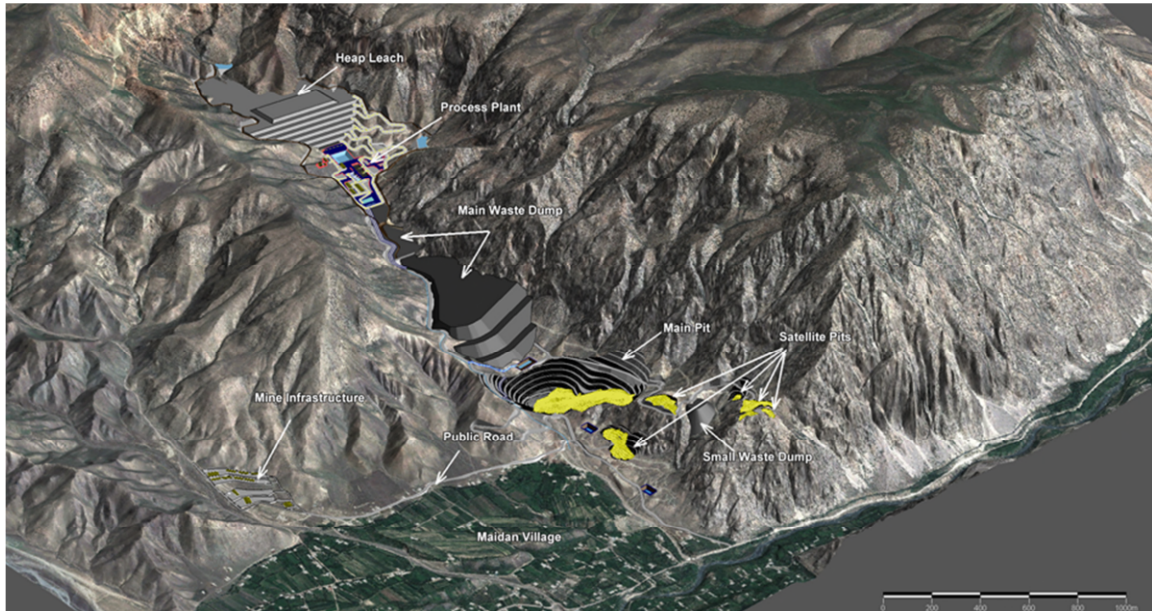 Heap Leach
Process Plant
Main Waste Dump
Main Pit
Satellite Pits
Mine Infrastructure
Public Road
Small Waste Dump
Maidan Village
0 200 400 600 800 1000m